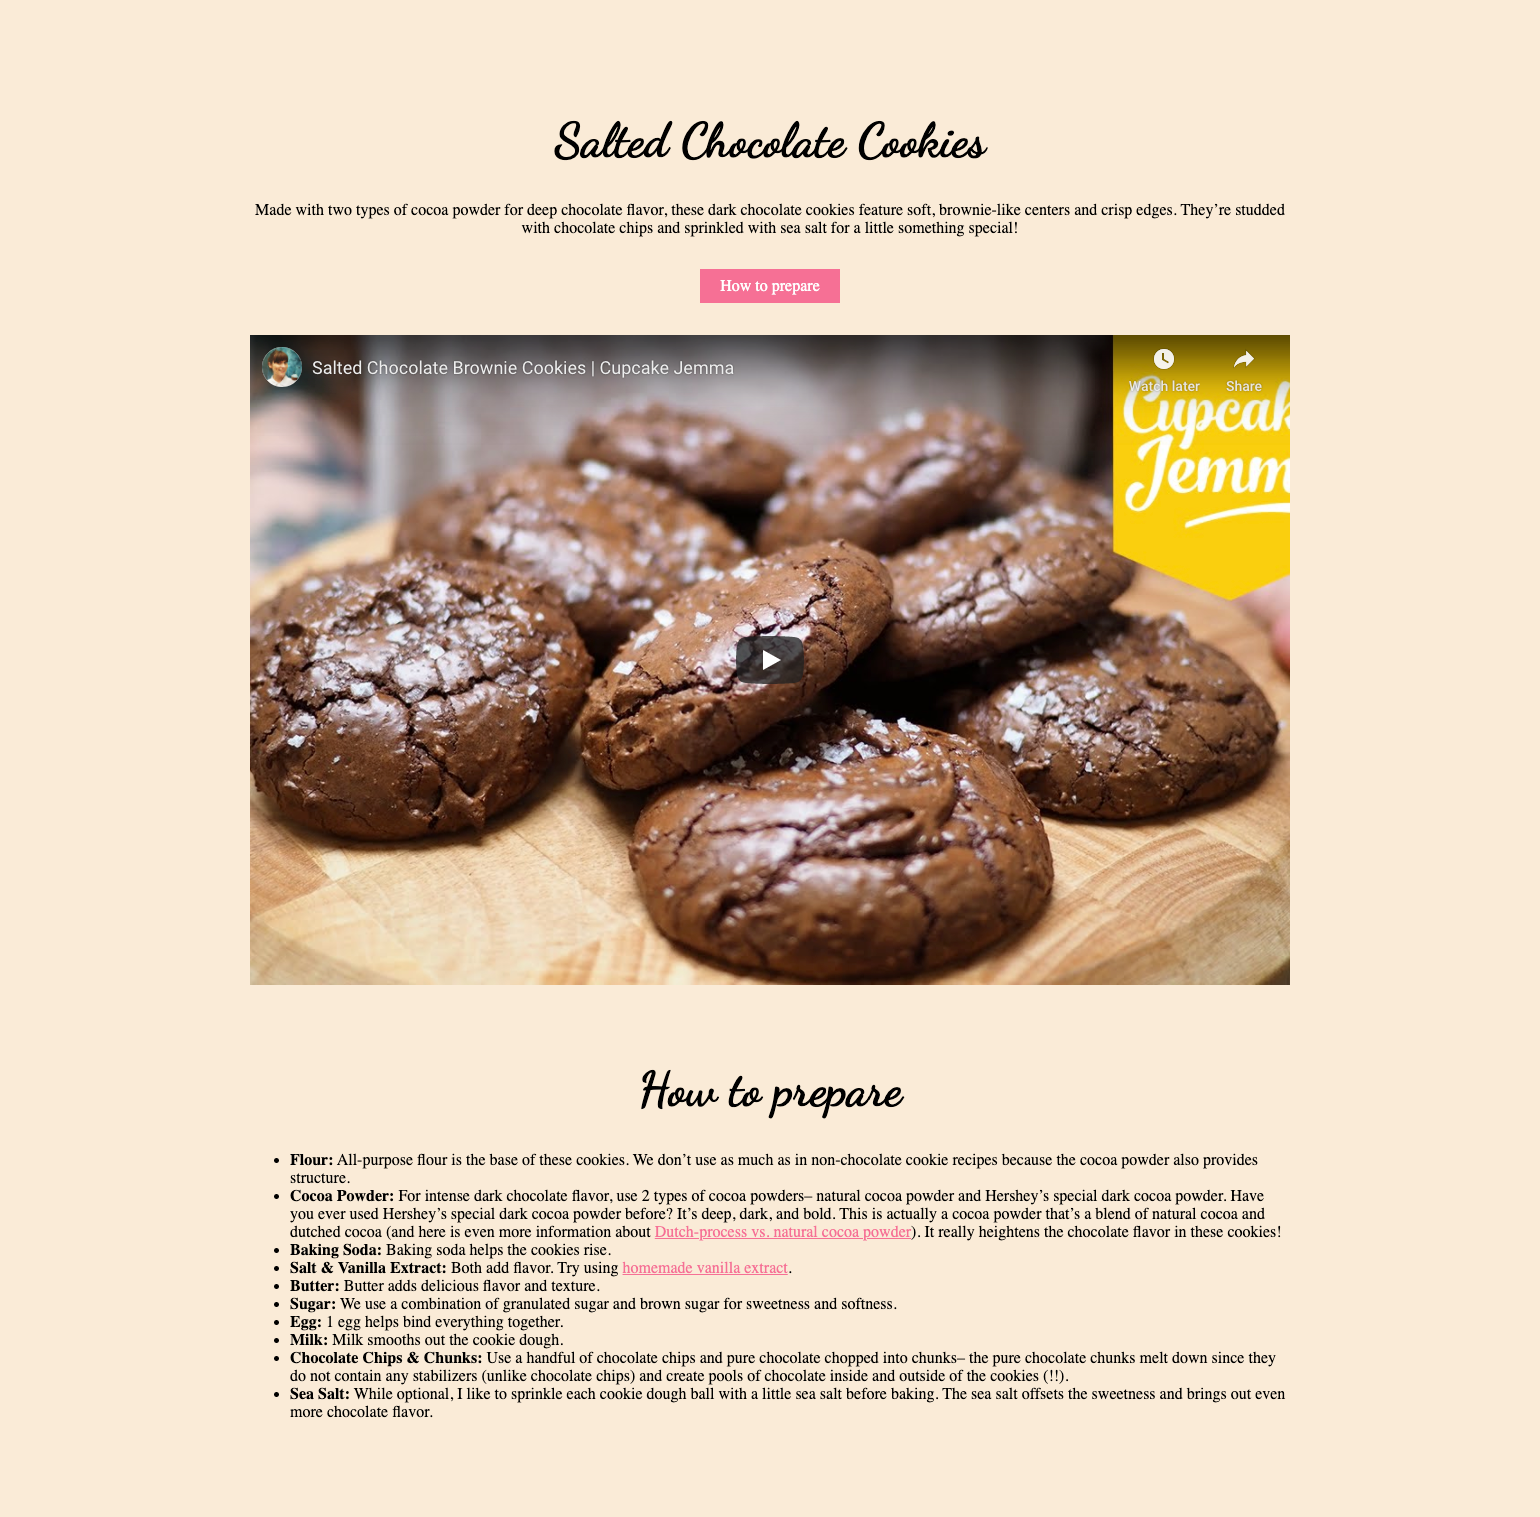 Salted Chocolate Cookies
Made with two types of cocoa powder for deep chocolate flavor, these dark chocolate cookies feature soft, brownie-like centers and crisp edges. They’re studded
with chocolate chips and sprinkled with sea salt for a little something special!
How to prepare
Salted Chocolate Brownie Cookies | Cupcake Jemma
Watch later
Share
Cupcak
Jemm
How to prepare
• Flour: All-purpose flour is the base of these cookies. We don’t use as much as in non-chocolate cookie recipes because the cocoa powder also provides
structure.
• Cocoa Powder: For intense dark chocolate flavor, use 2 types of cocoa powders– natural cocoa powder and Hershey’s special dark cocoa powder. Have
you ever used Hershey’s special dark cocoa powder before? It’s deep, dark, and bold. This is actually a cocoa powder that’s a blend of natural cocoa and
dutched cocoa (and here is even more information about Dutch-process vs. natural cocoa powder). It really heightens the chocolate flavor in these cookies!
• Baking Soda: Baking soda helps the cookies rise.
• Salt & Vanilla Extract: Both add flavor. Try using homemade vanilla extract.
• Butter: Butter adds delicious flavor and texture.
• Sugar: We use a combination of granulated sugar and brown sugar for sweetness and softness.
• Egg: 1 egg helps bind everything together.
• Milk: Milk smooths out the cookie dough.
• Chocolate Chips & Chunks: Use a handful of chocolate chips and pure chocolate chopped into chunks– the pure chocolate chunks melt down since they
do not contain any stabilizers (unlike chocolate chips) and create pools of chocolate inside and outside of the cookies (!!).
• Sea Salt: While optional, I like to sprinkle each cookie dough ball with a little sea salt before baking. The sea salt offsets the sweetness and brings out even
more chocolate flavor.